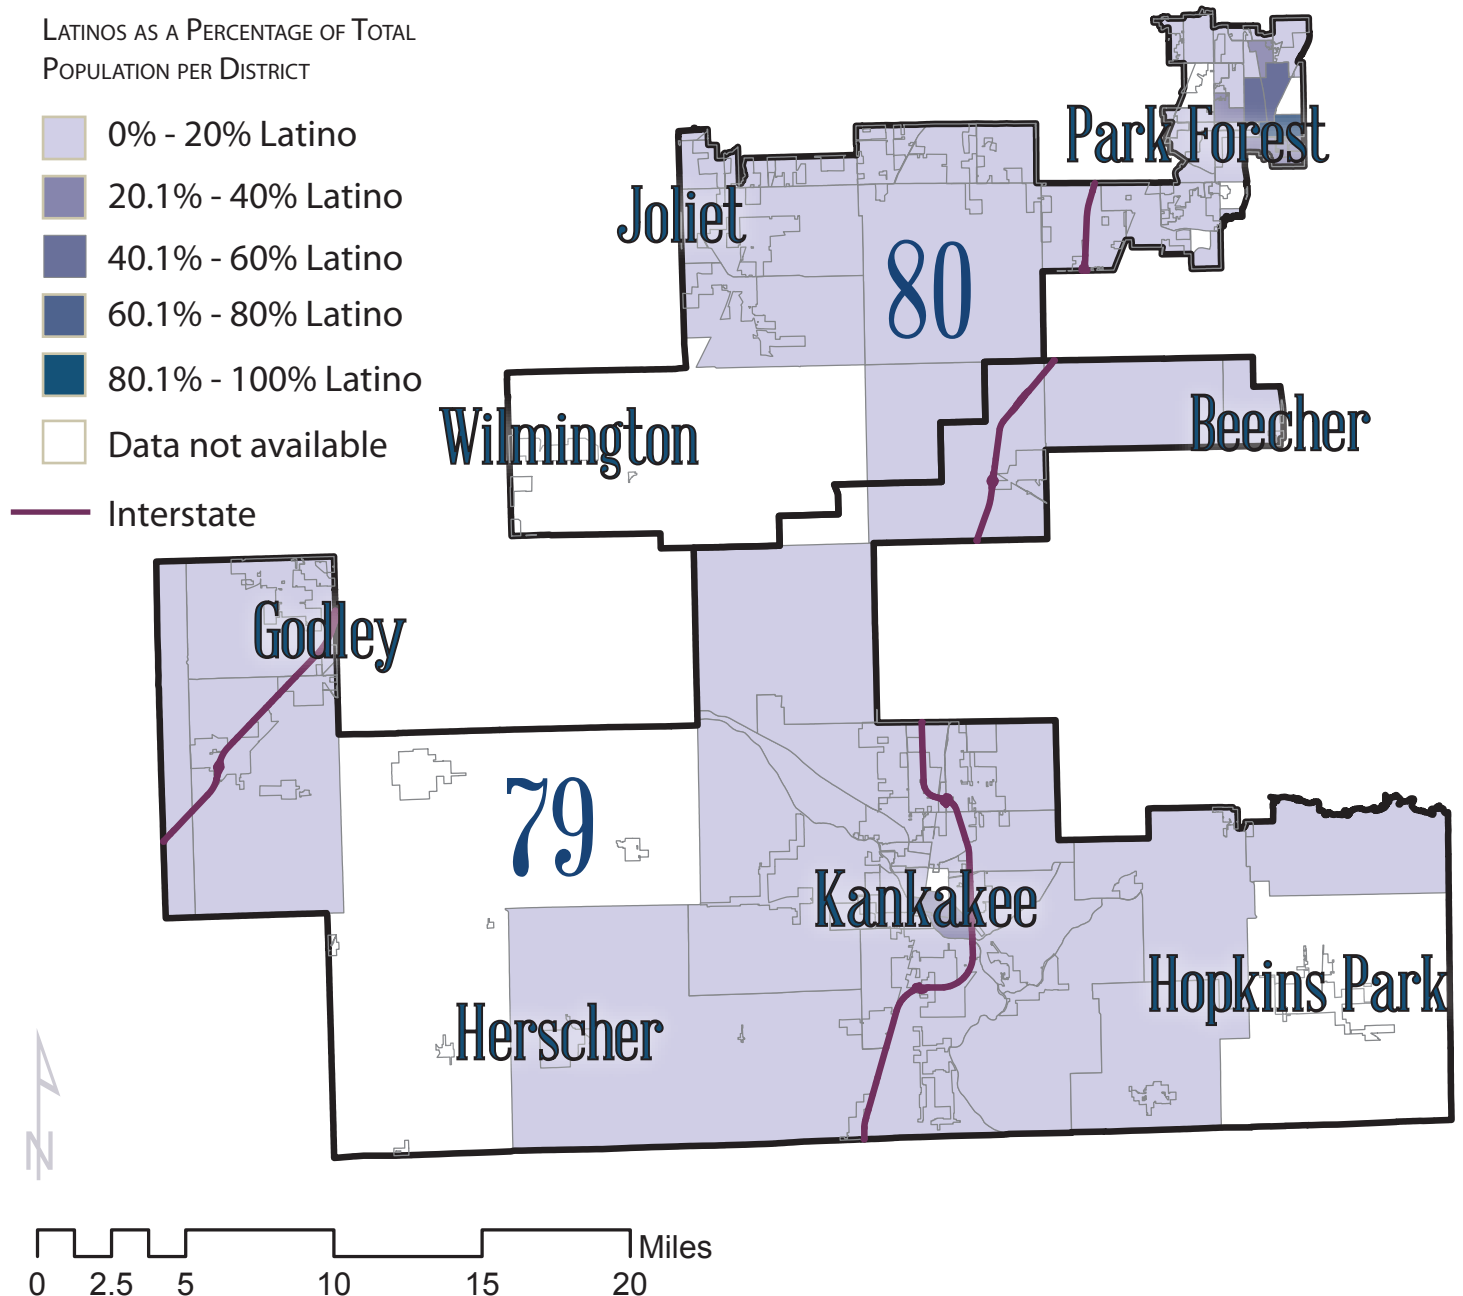 LATINOS AS A PERCENTAGE OF TOTAL
POPULATION PER DISTRICT
0% - 20% Latino
20.1% - 40% Latino
40.1% - 60% Latino
60.1% - 80% Latino
80.1% - 100% Latino
Data not available
Interstate
Park Forest
Joliet
80
Wilmington
Beecher
Godley
79
Kankakee
Hopkins Park
Herscher
N
Miles
0 2.5 5 10 15 20